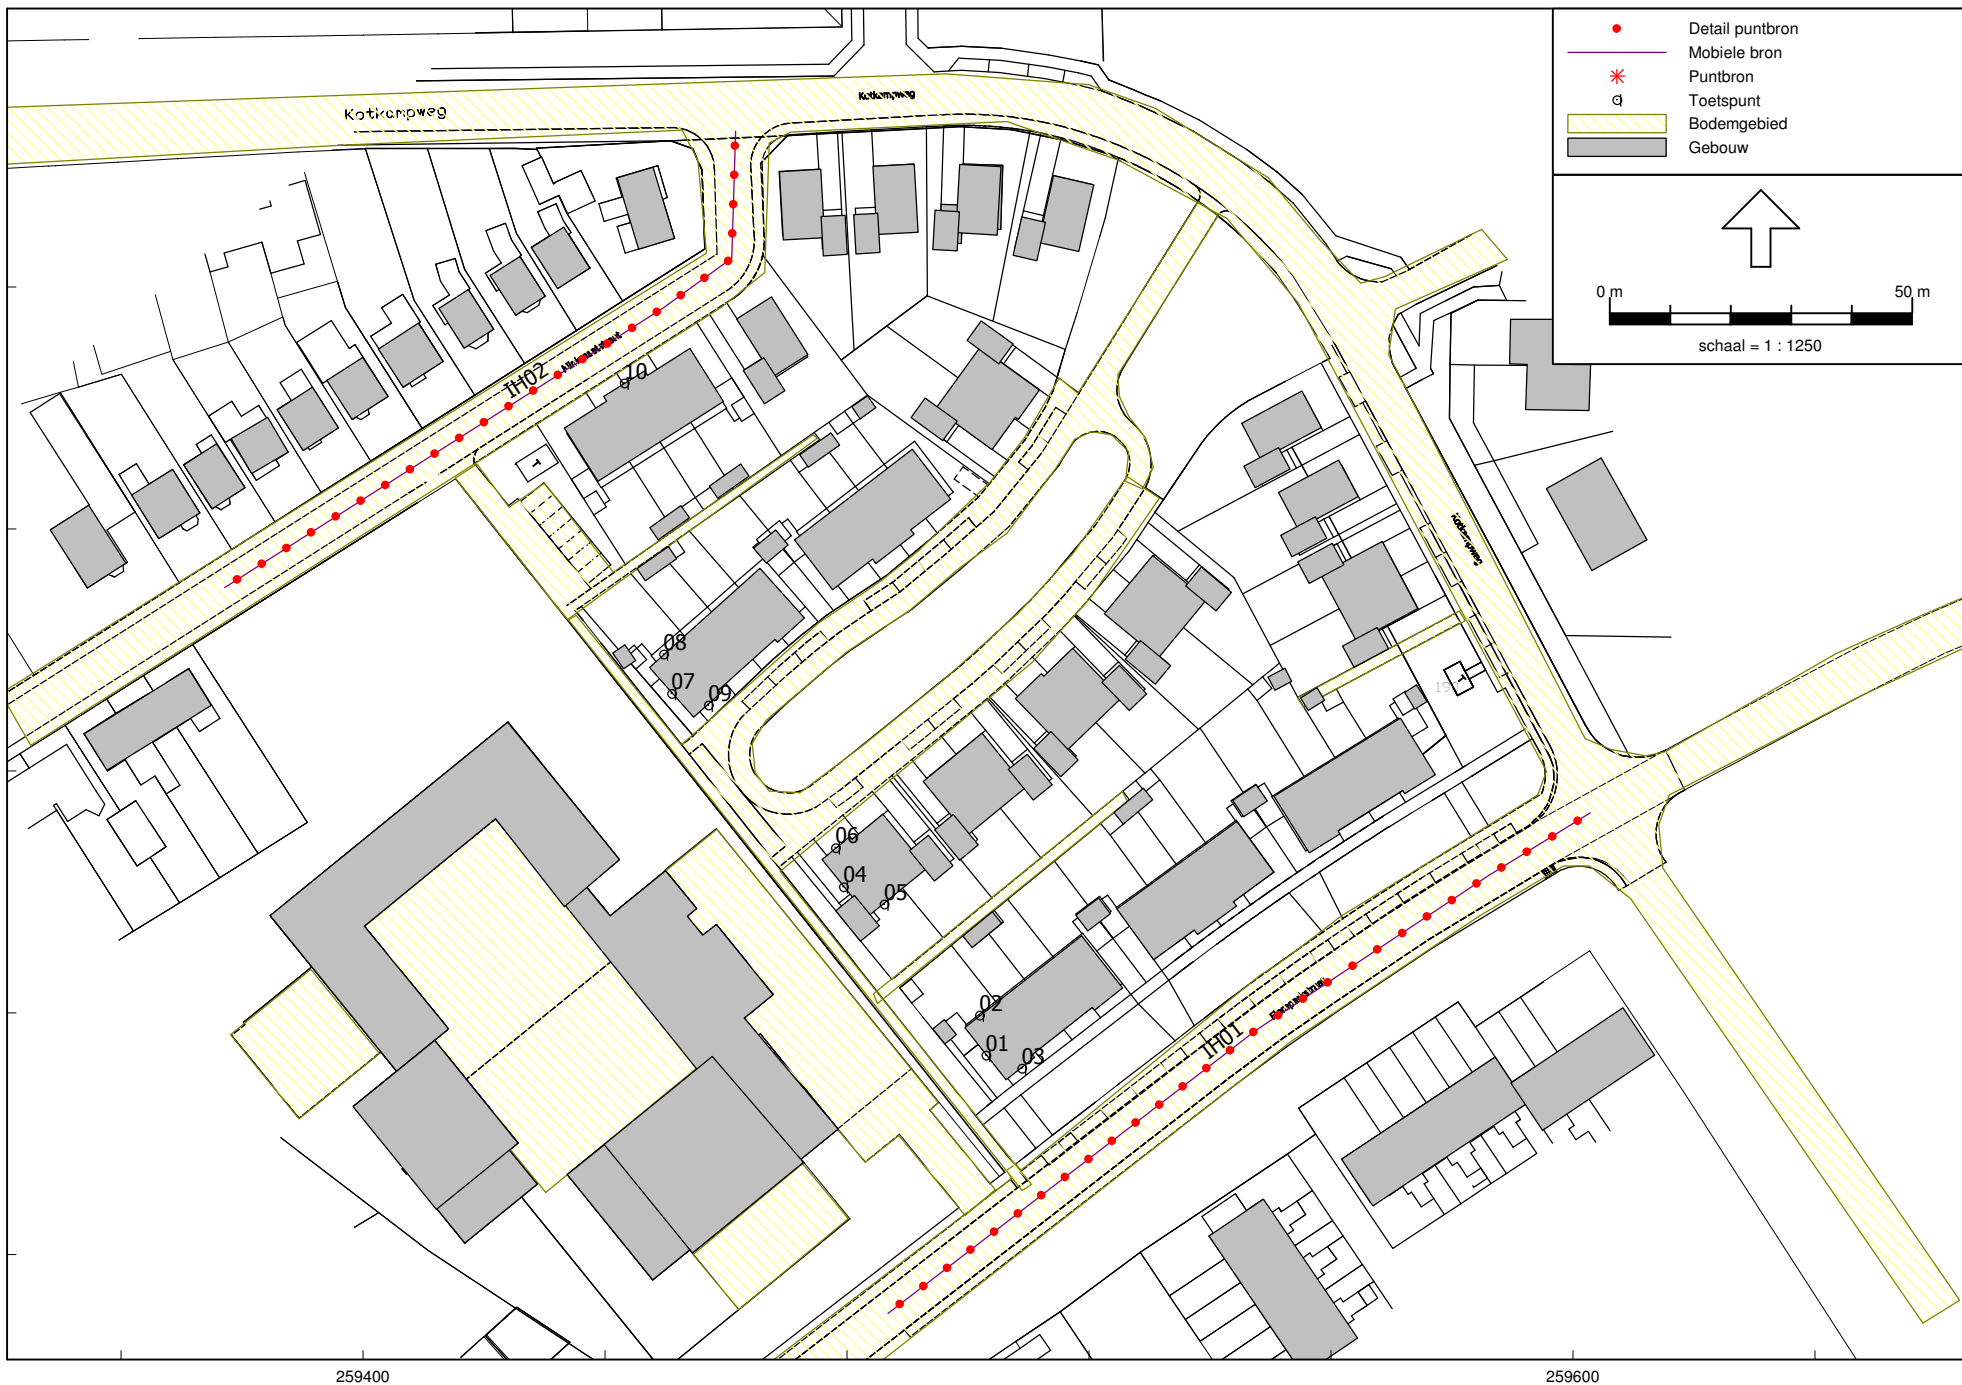 Detail puntbron
Mobiele bron
Puntbron
Toetspunt
Bodemgebied
Gebouw
0 m 50 m
schaal = 1 : 1250
Kotkampweg
Kotkampweg
IH02
10
Kotkampweg
08
07
09
06
04
05
02
01
03
IH01
259400
259600